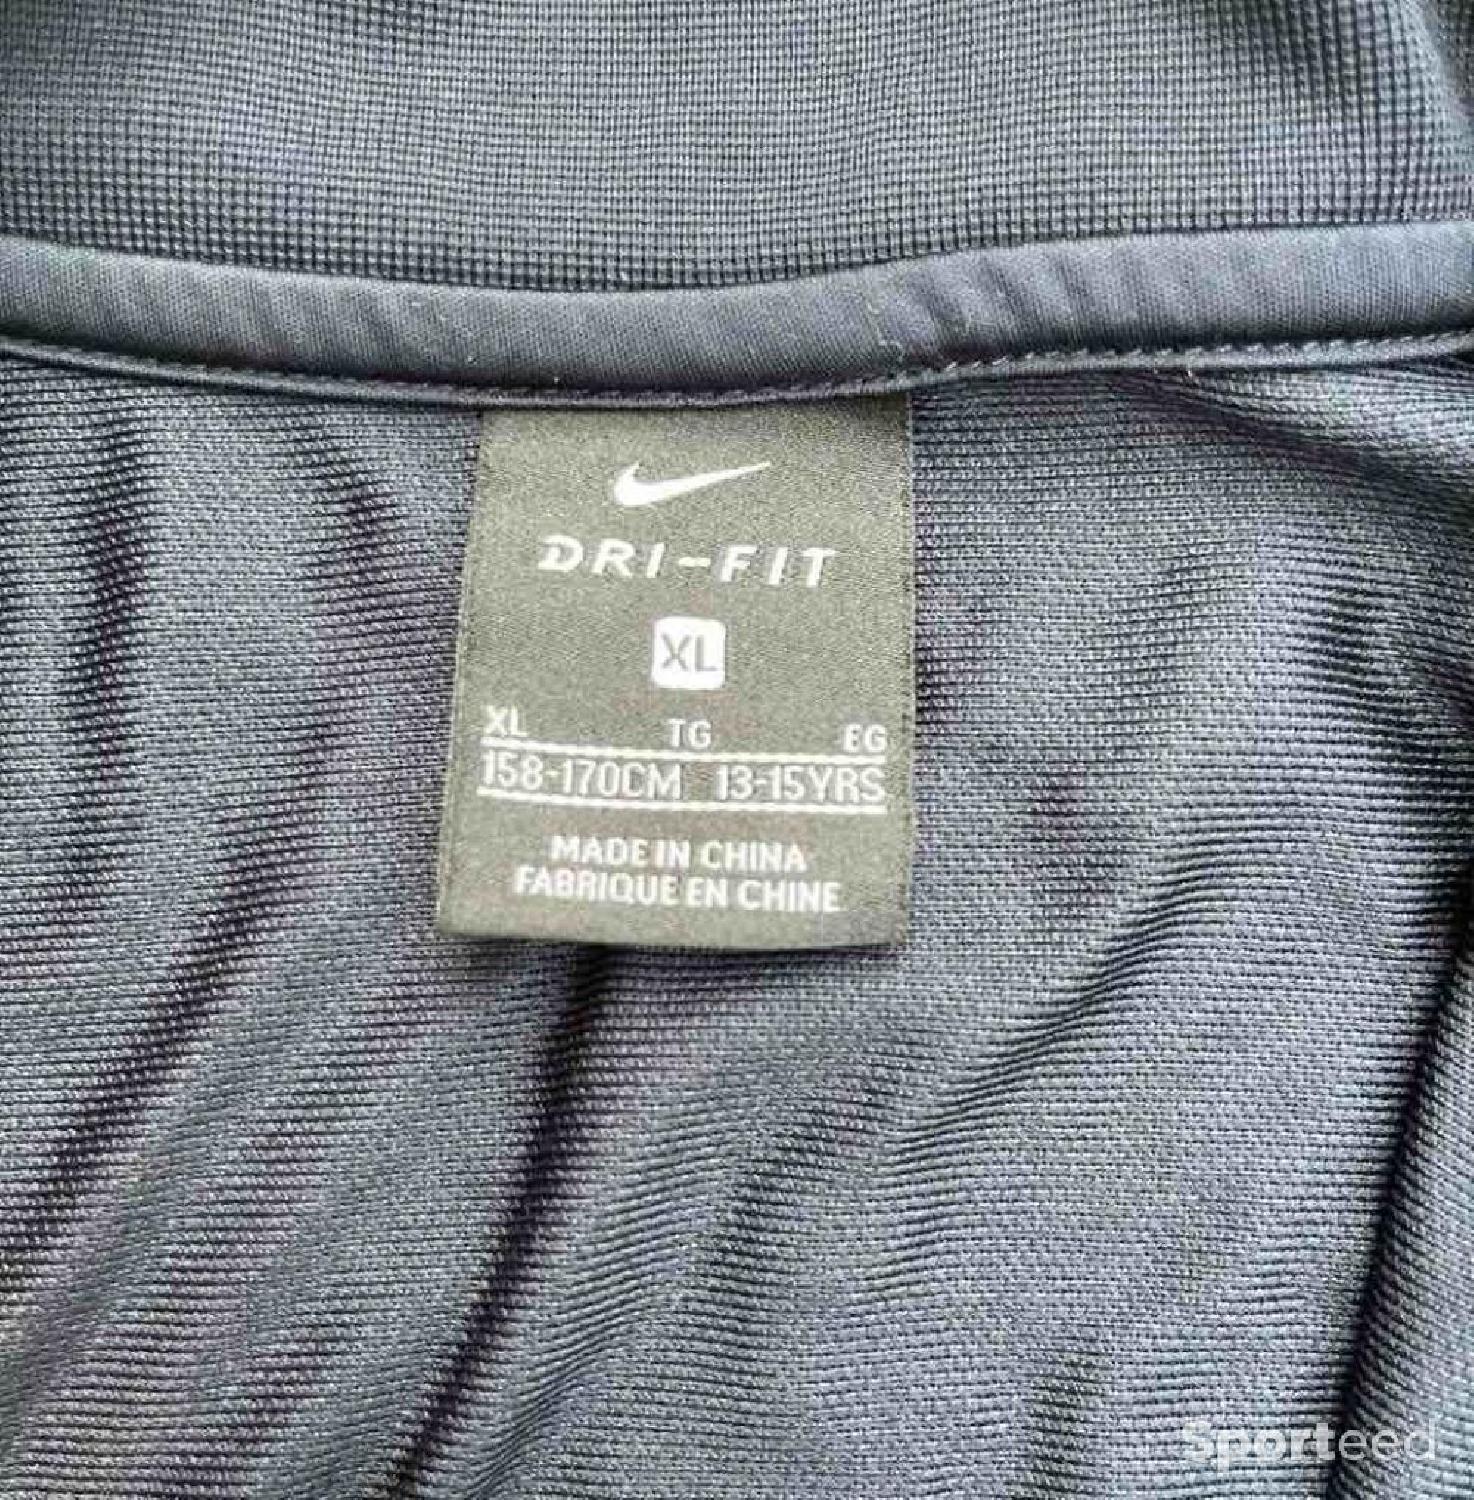 DRI-FIT
XL
XL TG EG
158-170CM 13-15YRS
MADE IN CHINA
FABRIQUE EN CHINE
Sporteed